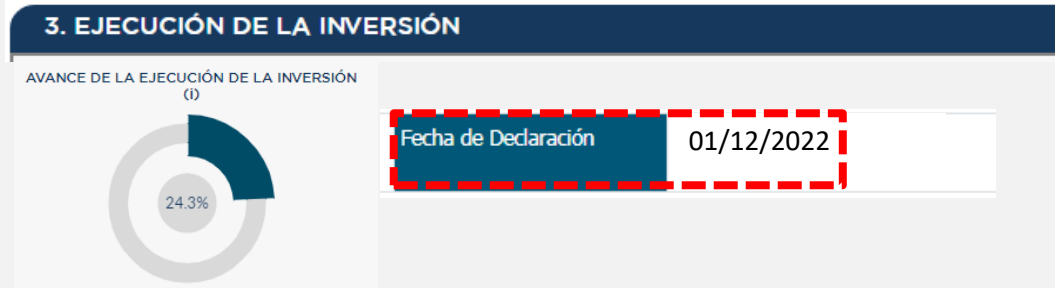 3. EJECUCIÓN DE LA INVERSIÓN
AVANCE DE LA EJECUCIÓN DE LA INVERSIÓN
(i)
24.3%
Fecha de Declaración 01/12/2022